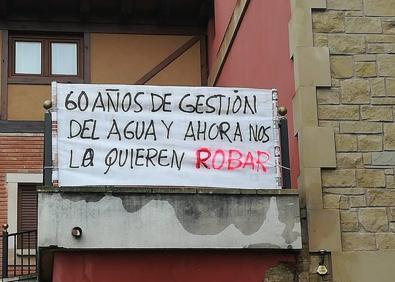 60 AÑOS DE GESTIÓN
DEL AGUA Y AHORA NOS
LA QUIEREN ROBAR